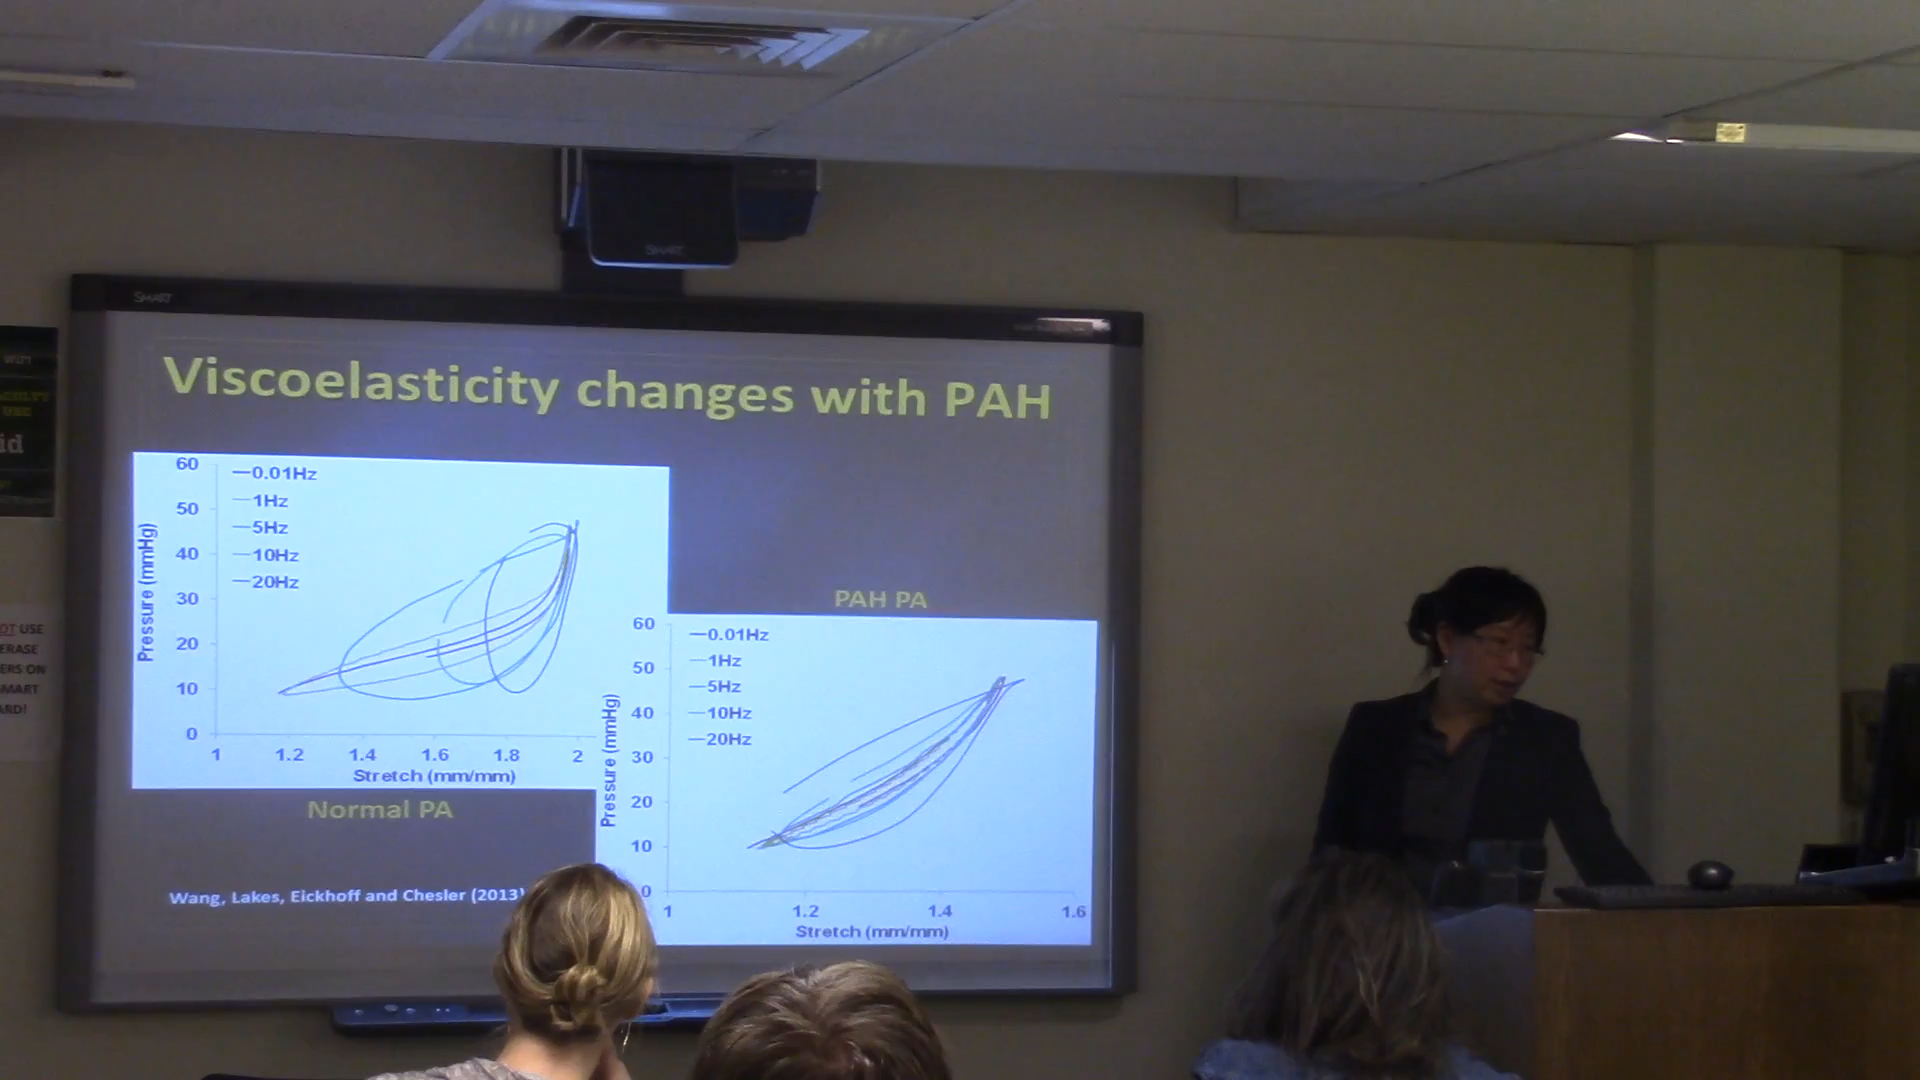 SMART
SMART
Viscoelasticity changes with PAH
60
50
40
30
20
10
0
Pressure (mmHg)
0.01Hz
1Hz
5Hz
10Hz
20Hz
1 1.2 1.4 1.6 1.8 2
Stretch (mm/mm)
Normal PA
PAH PA
60
50
40
30
20
10
0
Pressure (mmHg)
0.01Hz
1Hz
5Hz
10Hz
20Hz
1 1.2 1.4 1.6
Stretch (mm/mm)
Wang, Lakes, Eickhoff and Chesler (2013)
id
USE
ERASE
ERS ON
MART
ARD!